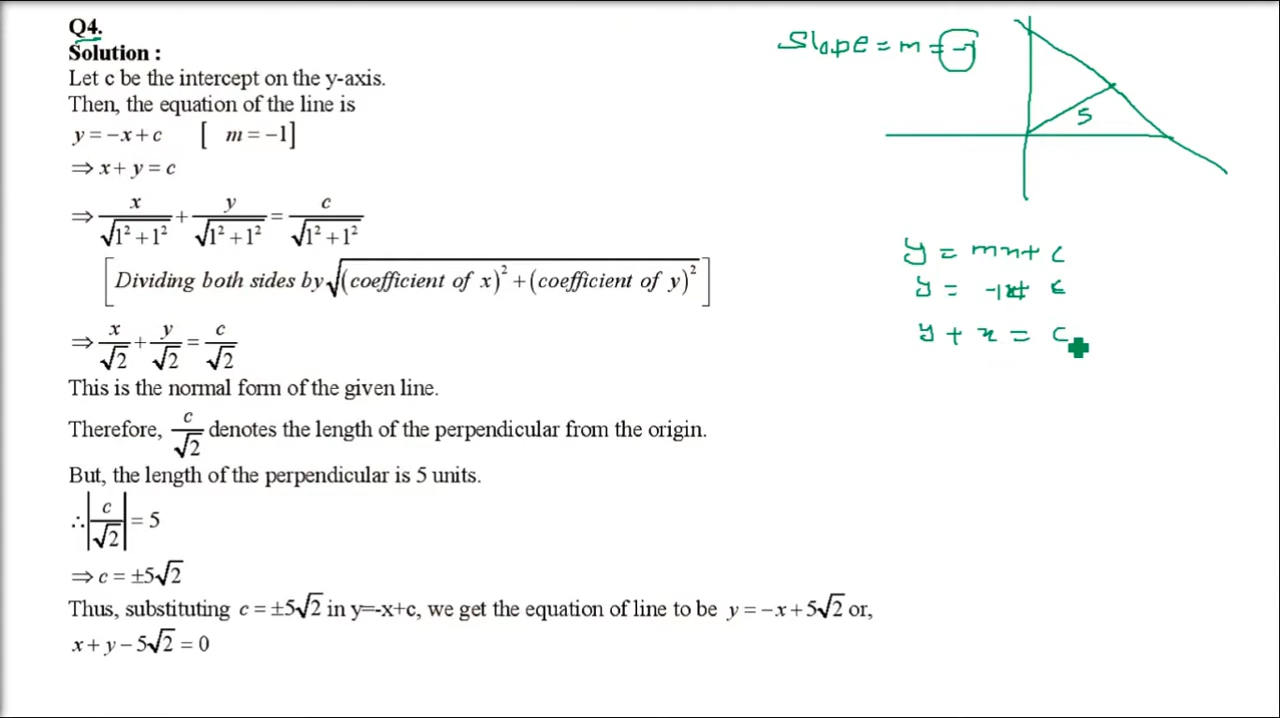 Q4.
Solution :
Let c be the intercept on the y-axis.
Then, the equation of the line is
y = −x + c [ m = −1]
⇒ x + y = c
⇒ x/√(1² + 1²) + y/√(1² + 1²) = c/√(1² + 1²)
[Dividing both sides by √((coefficient of x)² + (coefficient of y)²)]
⇒ x/√2 + y/√2 = c/√2
This is the normal form of the given line.
Therefore, c/√2 denotes the length of the perpendicular from the origin.
But, the length of the perpendicular is 5 units.
∴ |c/√2| = 5
⇒ c = ±5√2
Thus, substituting c = ±5√2 in y=-x+c, we get the equation of line to be y = −x + 5√2 or,
x + y − 5√2 = 0
Slope = m = -1
5
y = mx + c
y = -1x + c
y + x = c